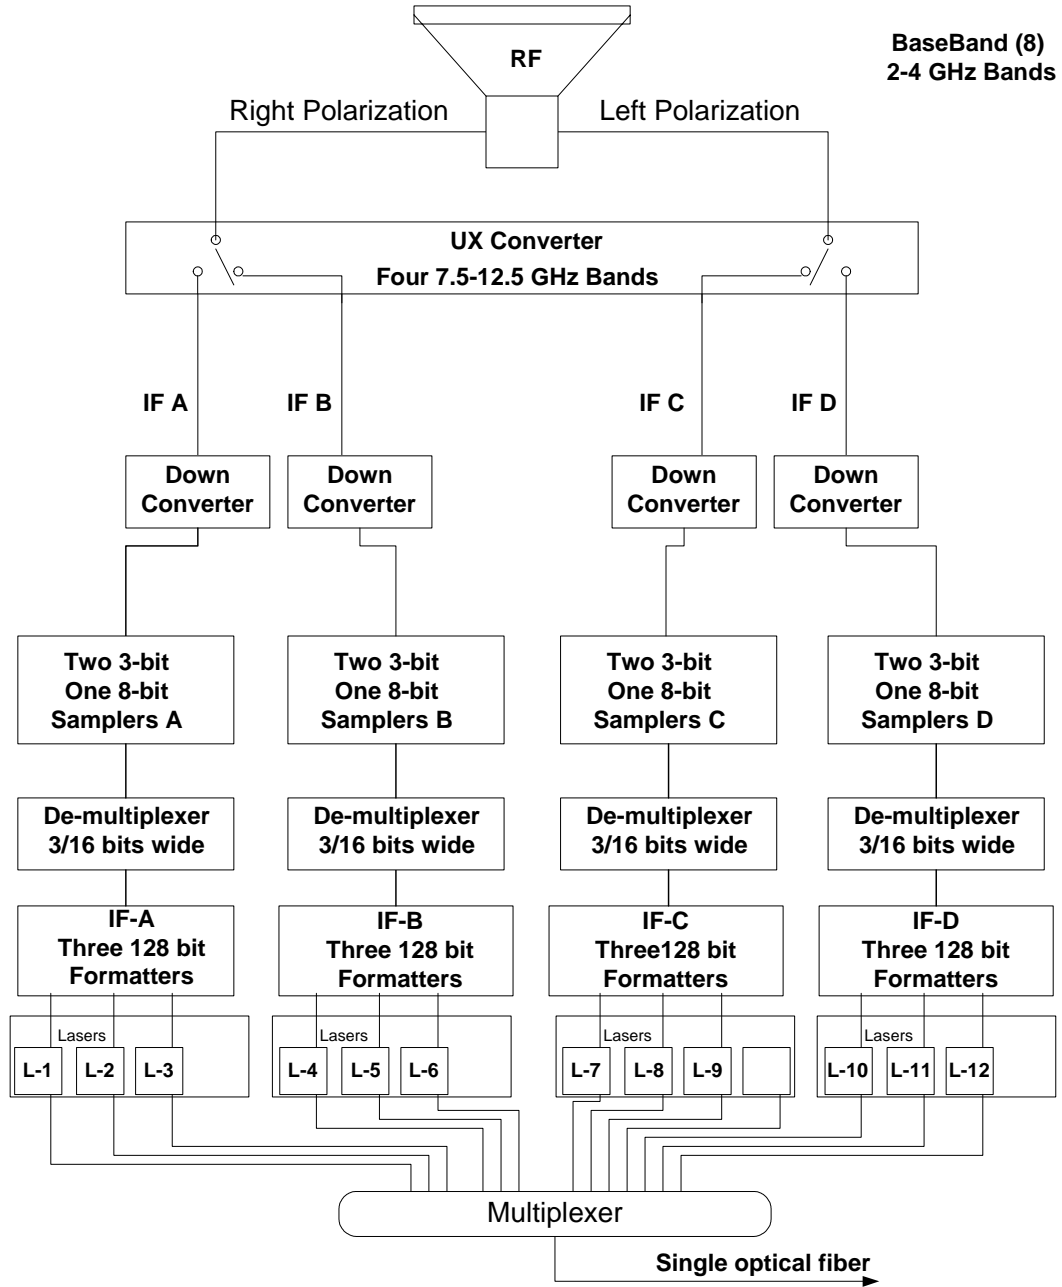 RF
BaseBand (8)
2-4 GHz Bands
Right Polarization
Left Polarization
UX Converter
Four 7.5-12.5 GHz Bands
IF A
IF B
IF C
IF D
Down
Converter
Down
Converter
Down
Converter
Down
Converter
Two 3-bit
One 8-bit
Samplers A
Two 3-bit
One 8-bit
Samplers B
Two 3-bit
One 8-bit
Samplers C
Two 3-bit
One 8-bit
Samplers D
De-multiplexer
3/16 bits wide
De-multiplexer
3/16 bits wide
De-multiplexer
3/16 bits wide
De-multiplexer
3/16 bits wide
IF-A
Three 128 bit
Formatters
IF-B
Three 128 bit
Formatters
IF-C
Three128 bit
Formatters
IF-D
Three 128 bit
Formatters
Lasers
L-1
L-2
L-3
Lasers
L-4
L-5
L-6
Lasers
L-7
L-8
L-9
Lasers
L-10
L-11
L-12
Multiplexer
Single optical fiber